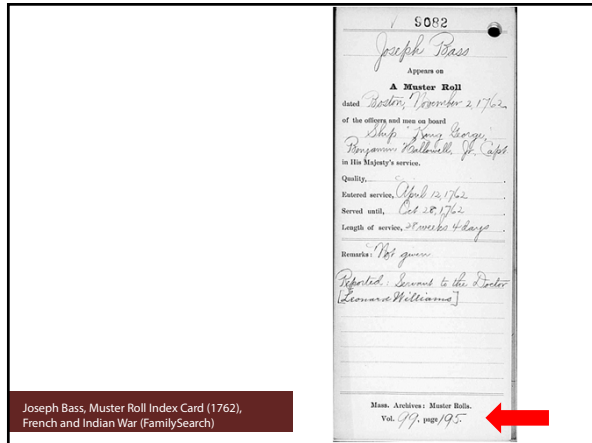 9082
Joseph Bass
Appears on
A Muster Roll
dated Boston, November 2, 1762
of the officers and men on board
Ship "King George,"
Benjamin Hallowell, Jr. Capt.
in His Majesty's service.
Quality,
Entered service, April 12, 1762
Served until, Oct 28, 1762
Length of service, 28 weeks 4 days
Remarks: Not given
Reported: Servant to the Doctor
[Leonard Williams]
Mass. Archives: Muster Rolls.
Vol. 99, page 195.
Joseph Bass, Muster Roll Index Card (1762),
French and Indian War (FamilySearch)